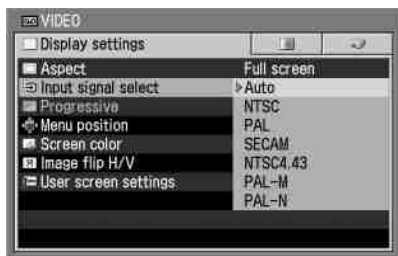 VIDEO
Display settings
Aspect Full screen
Input signal select Auto
Progressive NTSC
Menu position PAL
Screen color SECAM
Image flip H/V NTSC4.43
User screen settings PAL-M
PAL-N